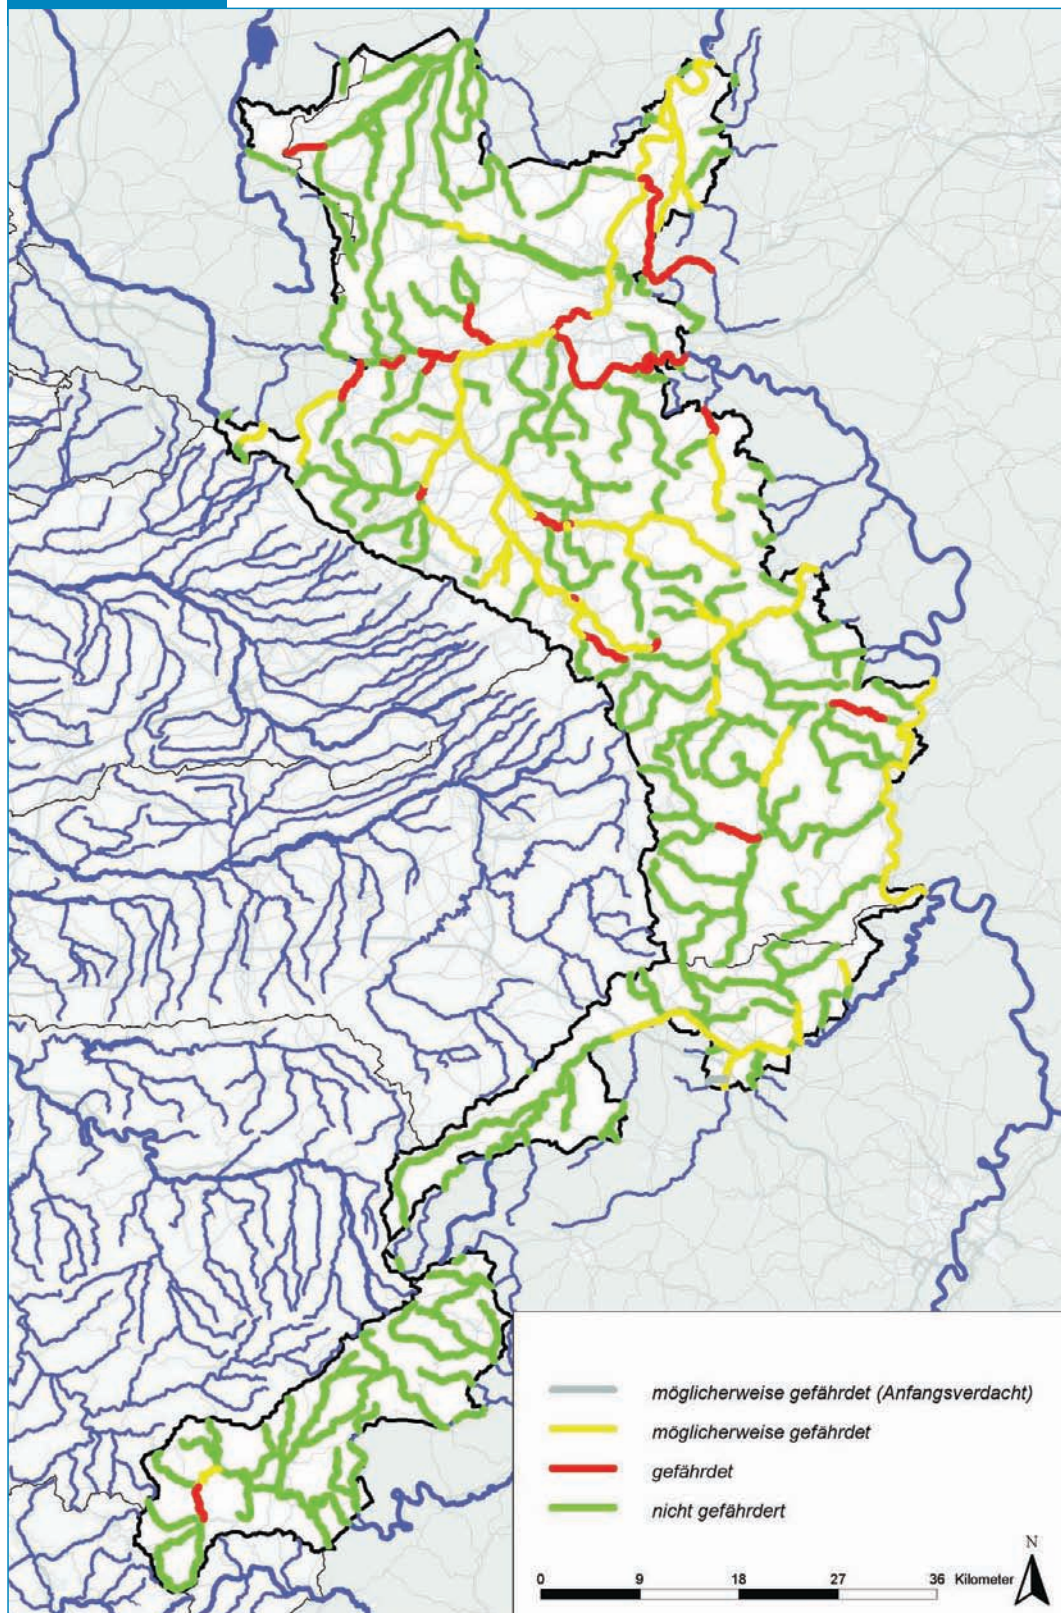 möglicherweise gefährdet (Anfangsverdacht)
möglicherweise gefährdet
gefährdet
nicht gefährdert
N
0 9 18 27 36 Kilometer